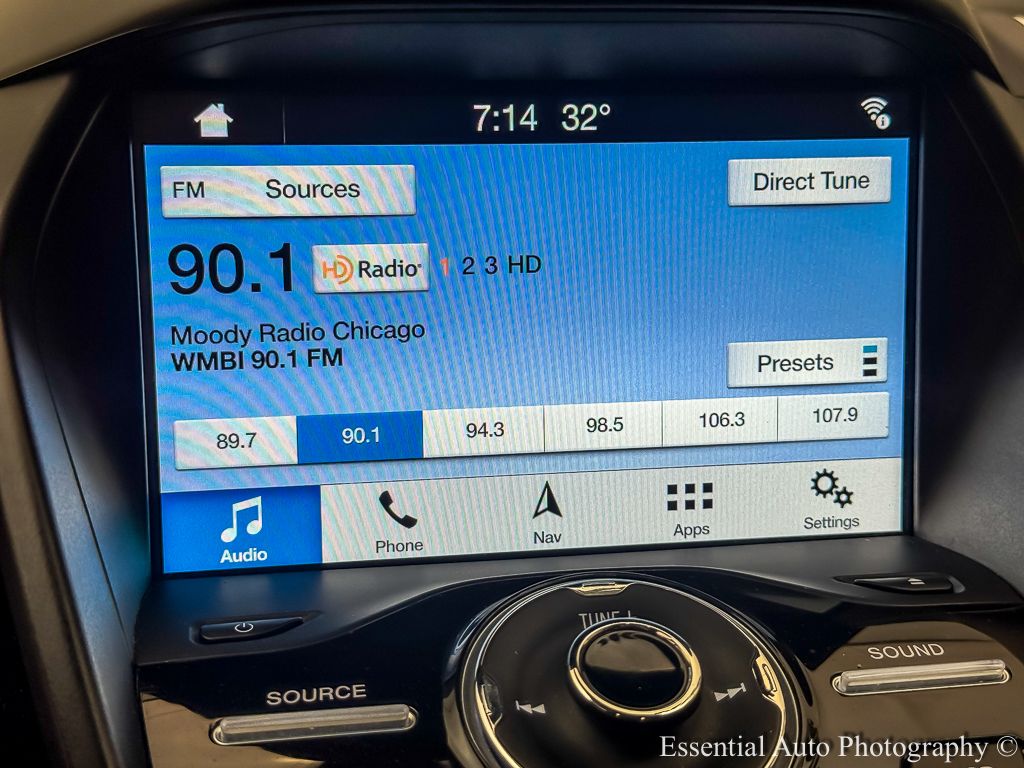 7:14 32°
FM Sources
Direct Tune
90.1 HD Radio 1 2 3 HD
Moody Radio Chicago
WMBI 90.1 FM
Presets
89.7 90.1 94.3 98.5 106.3 107.9
Audio Phone Nav Apps Settings
TUNE
SOURCE
SOUND
Essential Auto Photography ©